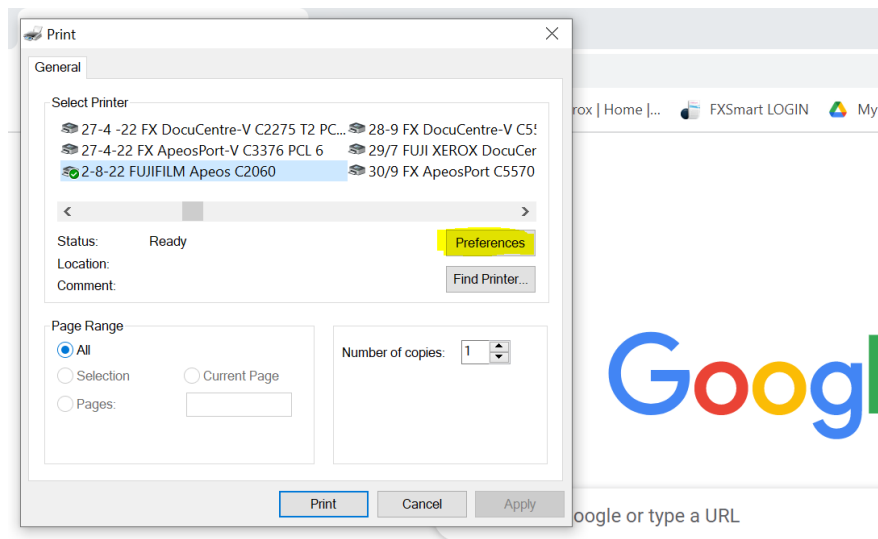 Print
General
Select Printer
27-4 -22 FX DocuCentre-V C2275 T2 PC...
28-9 FX DocuCentre-V C5!
27-4-22 FX ApeosPort-V C3376 PCL 6
29/7 FUJI XEROX DocuCer
2-8-22 FUJIFILM Apeos C2060
30/9 FX ApeosPort C5570
Status: Ready
Preferences
Location:
Comment:
Find Printer...
Page Range
All
Selection
Current Page
Pages:
Number of copies: 1
Print
Cancel
Apply
rox | Home |...
FXSmart LOGIN
My
Googl
oogle or type a URL